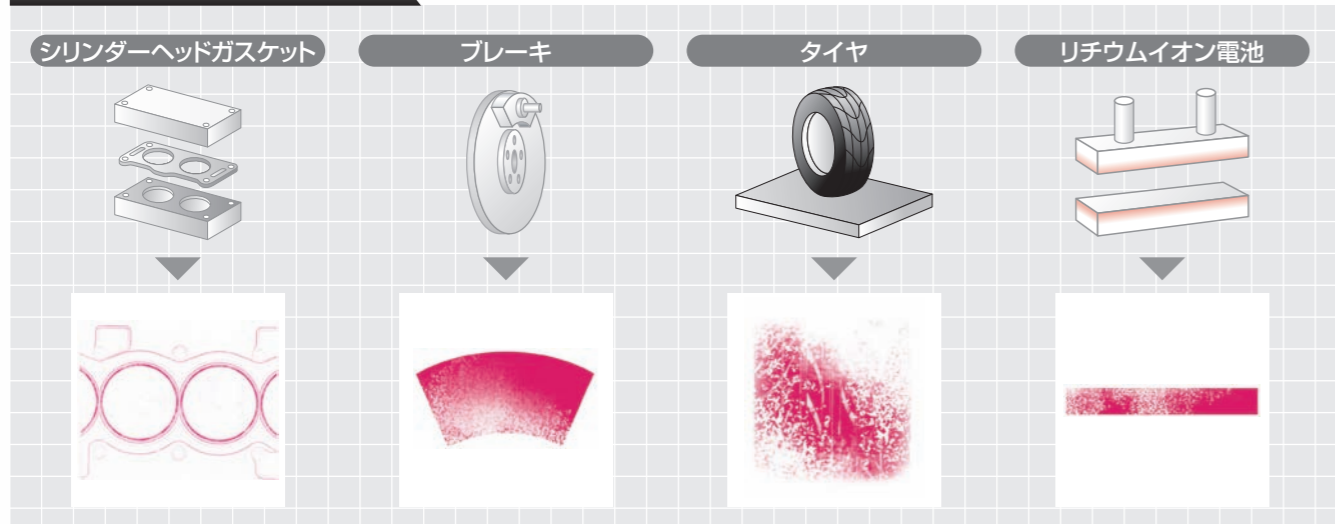 シリンダーヘッドガスケット
ブレーキ
タイヤ
リチウムイオン電池